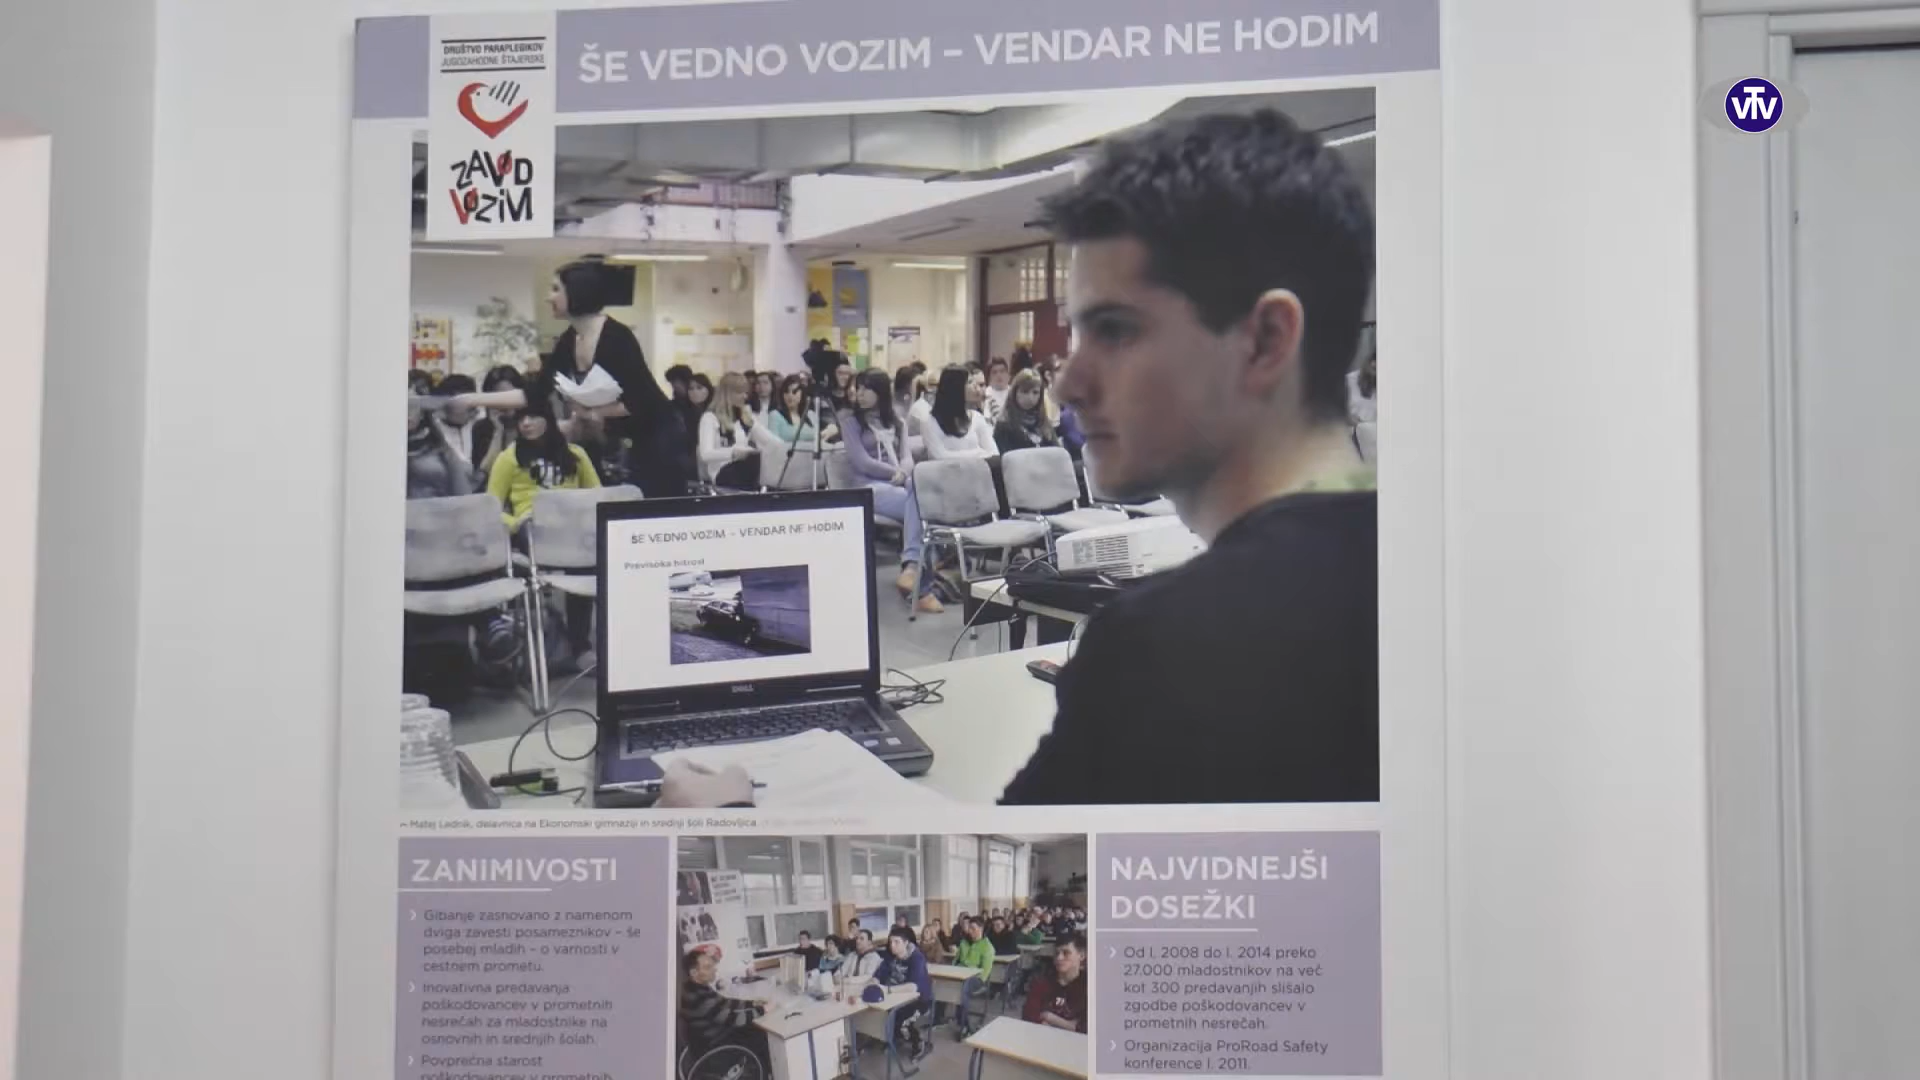 DRUŠTVO PARAPLEGIKOV
JUGOZAHODNE ŠTAJERSKE
ZAVOD
VOZIM
ŠE VEDNO VOZIM – VENDAR NE HODIM
VTV
ŠE VEDNO VOZIM – VENDAR NE HODIM
Previsoka hitrost
DELL
Matej Lednik, delavnica na Ekonomski gimnaziji in srednji šoli Radovljica
ZANIMIVOSTI
› Gibanje zasnovano z namenom
dviga zavesti posameznikov – še
posebej mladih – o varnosti v
cestnem prometu.
› Inovativna predavanja
poškodovancev v prometnih
nesrečah za mladostnike na
osnovnih in srednjih šolah.
› Povprečna starost
poškodovancev v prometnih
NAJVIDNEJŠI
DOSEŽKI
› Od l. 2008 do l. 2014 preko
27.000 mladostnikov na več
kot 300 predavanjih slišalo
zgodbe poškodovancev v
prometnih nesrečah.
› Organizacija ProRoad Safety
konference l. 2011.